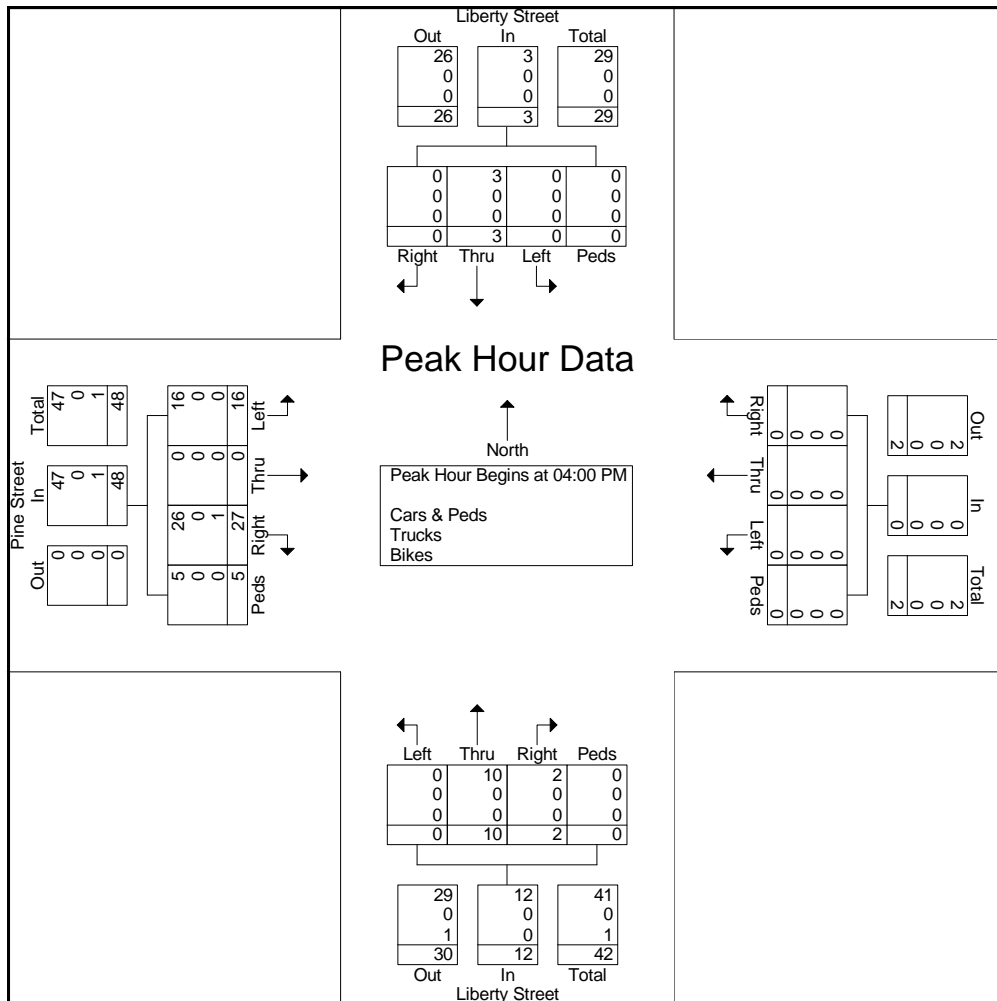 Liberty Street
Out In Total
26 3 29
0 0 0
0 0 0
26 3 29
0 3 0 0
0 0 0 0
0 0 0 0
0 3 0 0
Right Thru Left Peds
Peak Hour Data
North
Peak Hour Begins at 04:00 PM
Cars & Peds
Trucks
Bikes
Pine Street
Out In Total
0 47 47
0 0 0
0 1 1
0 48 48
5 26 0 16
0 0 0 0
0 1 0 0
5 27 0 16
Peds Right Thru Left
Out In Total
2 0 2
0 0 0
0 0 0
2 0 2
0 0 0 0
0 0 0 0
0 0 0 0
0 0 0 0
Right Thru Left Peds
Left Thru Right Peds
0 10 2 0
0 0 0 0
0 0 0 0
0 10 2 0
29 12 41
0 0 0
1 0 1
30 12 42
Out In Total
Liberty Street